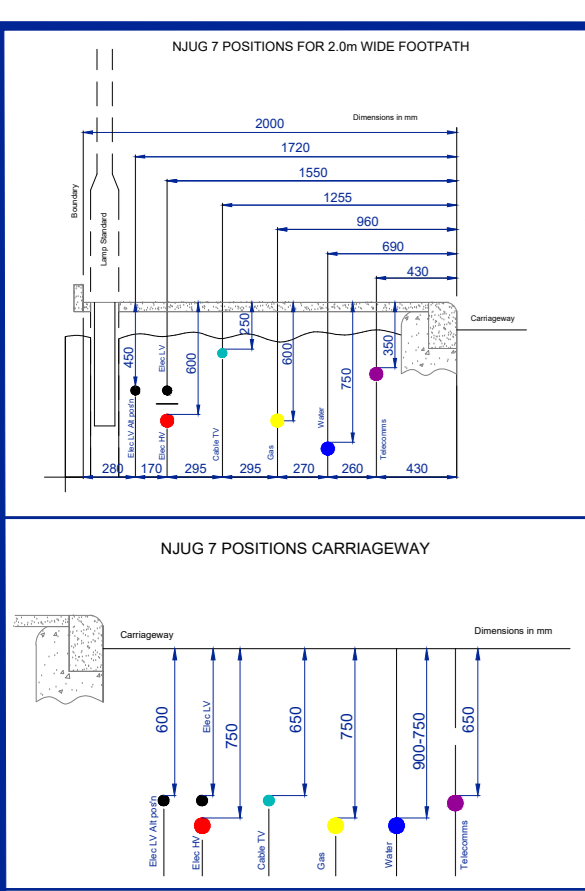 NJUG 7 POSITIONS FOR 2.0m WIDE FOOTPATH
Dimensions in mm
2000
1720
1550
1255
960
690
430
Boundary
Lamp Standard
Carriageway
450
Elec LV
600
250
600
750
350
Elec LV Alt pos'n
Elec HV
Cable TV
Gas
Water
Telecomms
280
170
295
295
270
260
430
NJUG 7 POSITIONS CARRIAGEWAY
Carriageway
Dimensions in mm
600
Elec LV
750
650
750
900-750
650
Elec LV Alt pos'n
Elec HV
Cable TV
Gas
Water
Telecomms